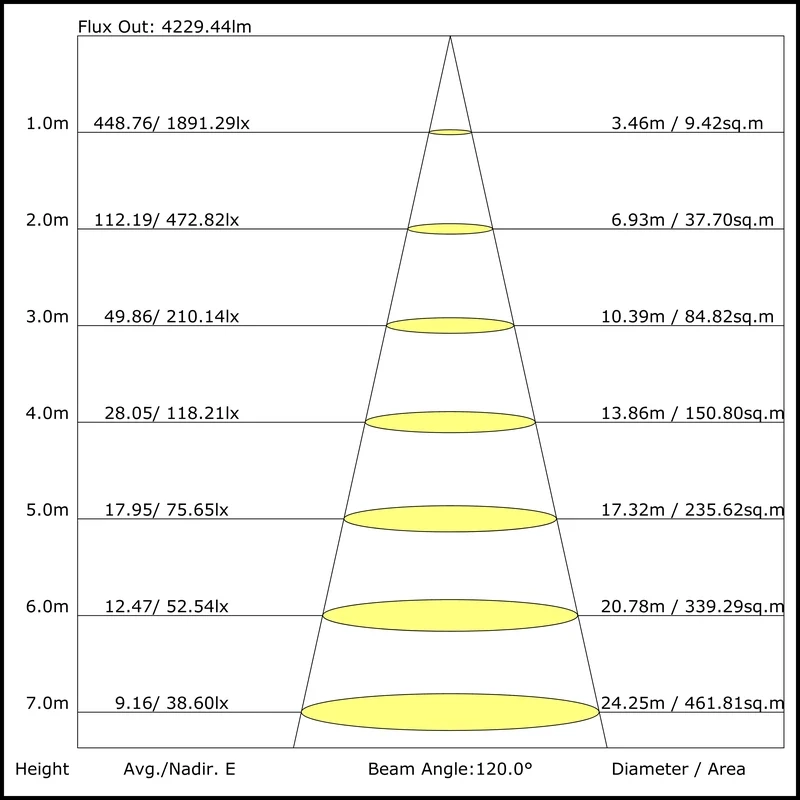 Flux Out: 4229.44lm
1.0m 448.76/ 1891.29lx 3.46m / 9.42sq.m
2.0m 112.19/ 472.82lx 6.93m / 37.70sq.m
3.0m 49.86/ 210.14lx 10.39m / 84.82sq.m
4.0m 28.05/ 118.21lx 13.86m / 150.80sq.m
5.0m 17.95/ 75.65lx 17.32m / 235.62sq.m
6.0m 12.47/ 52.54lx 20.78m / 339.29sq.m
7.0m 9.16/ 38.60lx 24.25m / 461.81sq.m
Height Avg./Nadir. E Beam Angle:120.0° Diameter / Area